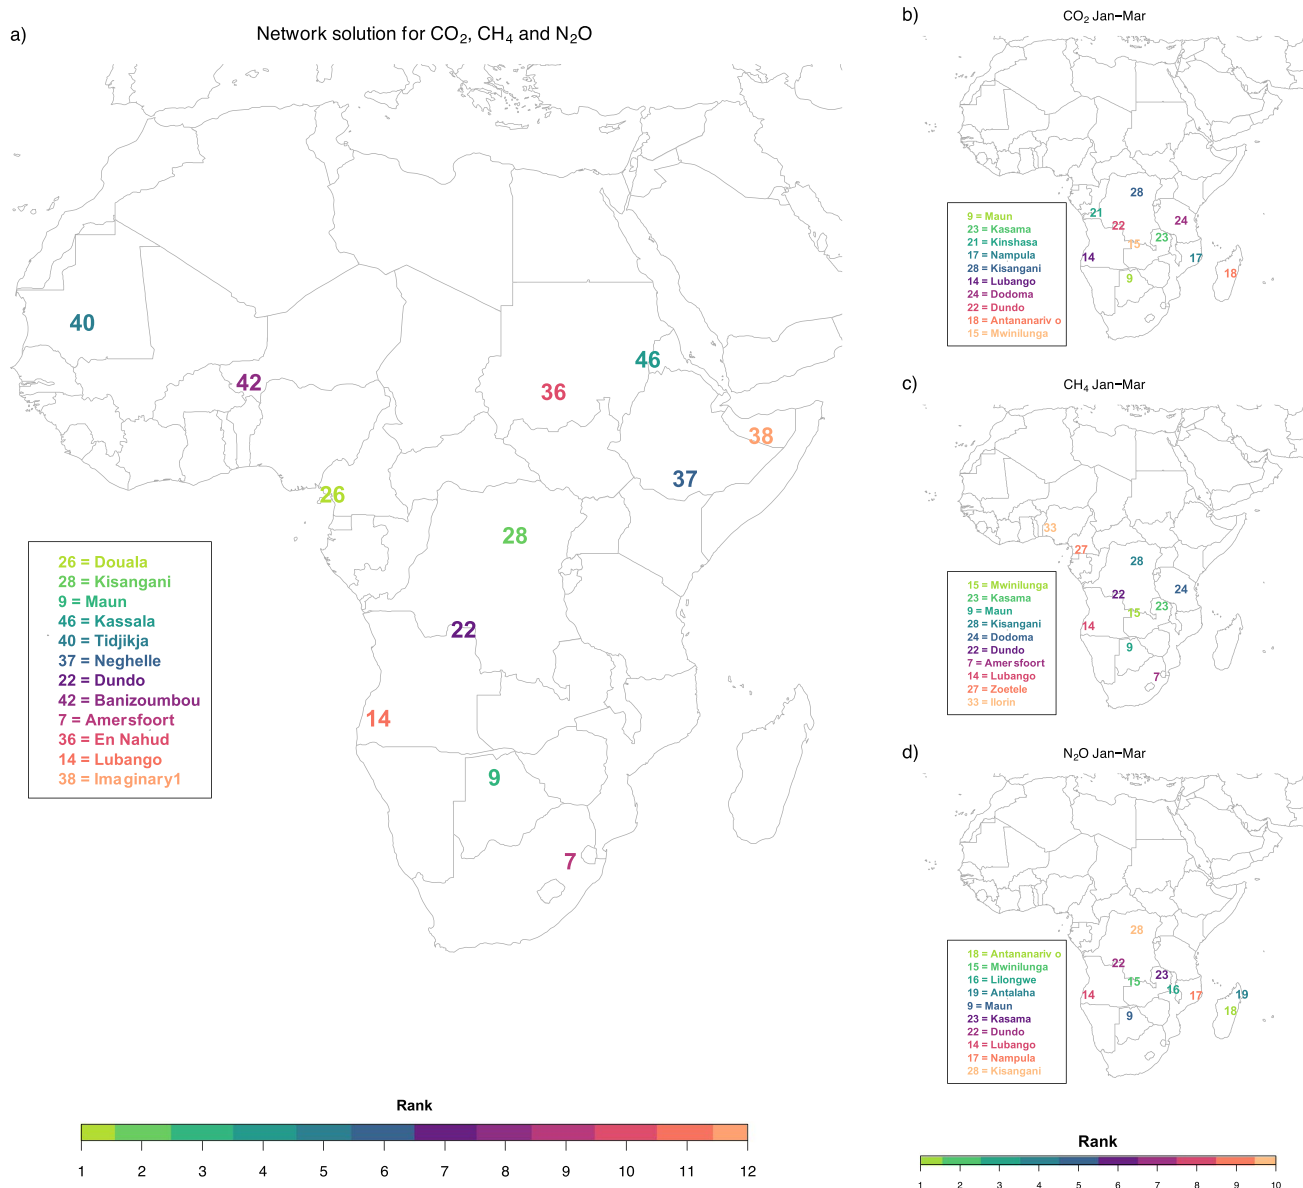 a)
Network solution for CO₂, CH₄ and N₂O
40
42
46
36
38
37
26
28
22
14
9
7
26 = Douala
28 = Kisangani
9 = Maun
46 = Kassala
40 = Tidjikja
37 = Neghelle
22 = Dundo
42 = Banizoumbou
7 = Amersfoort
36 = En Nahud
14 = Lubango
38 = Imaginary1
Rank
1 2 3 4 5 6 7 8 9 10 11 12
b)
CO₂ Jan−Mar
28
21
22
24
23
15
14
17
18
9
9 = Maun
23 = Kasama
21 = Kinshasa
17 = Nampula
28 = Kisangani
14 = Lubango
24 = Dodoma
22 = Dundo
18 = Antananariv o
15 = Mwinilunga
c)
CH₄ Jan−Mar
33
27
28
24
22
23
15
14
9
7
15 = Mwinilunga
23 = Kasama
9 = Maun
28 = Kisangani
24 = Dodoma
22 = Dundo
7 = Amersfoort
14 = Lubango
27 = Zoetele
33 = Ilorin
d)
N₂O Jan−Mar
28
22
23
15
16
14
17
19
18
9
18 = Antananariv o
15 = Mwinilunga
16 = Lilongwe
19 = Antalaha
9 = Maun
23 = Kasama
22 = Dundo
14 = Lubango
17 = Nampula
28 = Kisangani
Rank
1 2 3 4 5 6 7 8 9 10